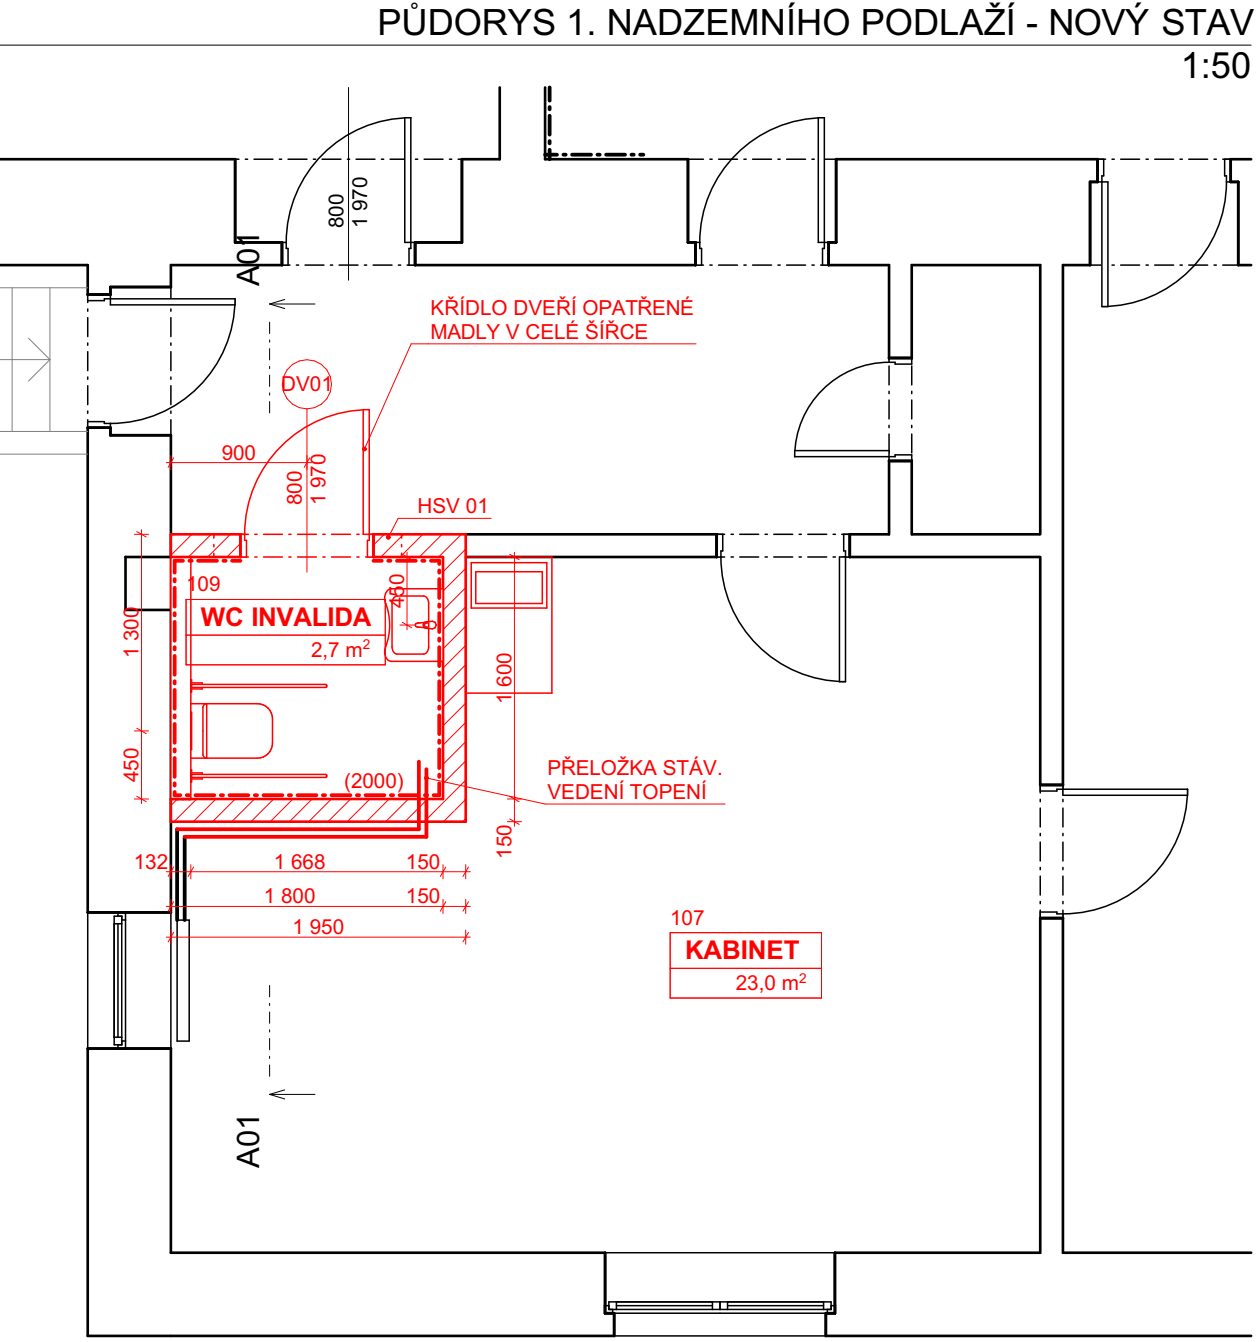 PŮDORYS 1. NADZEMNÍHO PODLAŽÍ - NOVÝ STAV
1:50
800
1 970
A01
KŘÍDLO DVEŘÍ OPATŘENÉ
MADLY V CELÉ ŠÍŘCE
DV01
900
800
1 970
HSV 01
109
WC INVALIDA
2,7 m²
450
1 300
450
1 600
150
(2000)
PŘELOŽKA STÁV.
VEDENÍ TOPENÍ
132
1 668
150
1 800
150
1 950
107
KABINET
23,0 m²
A01